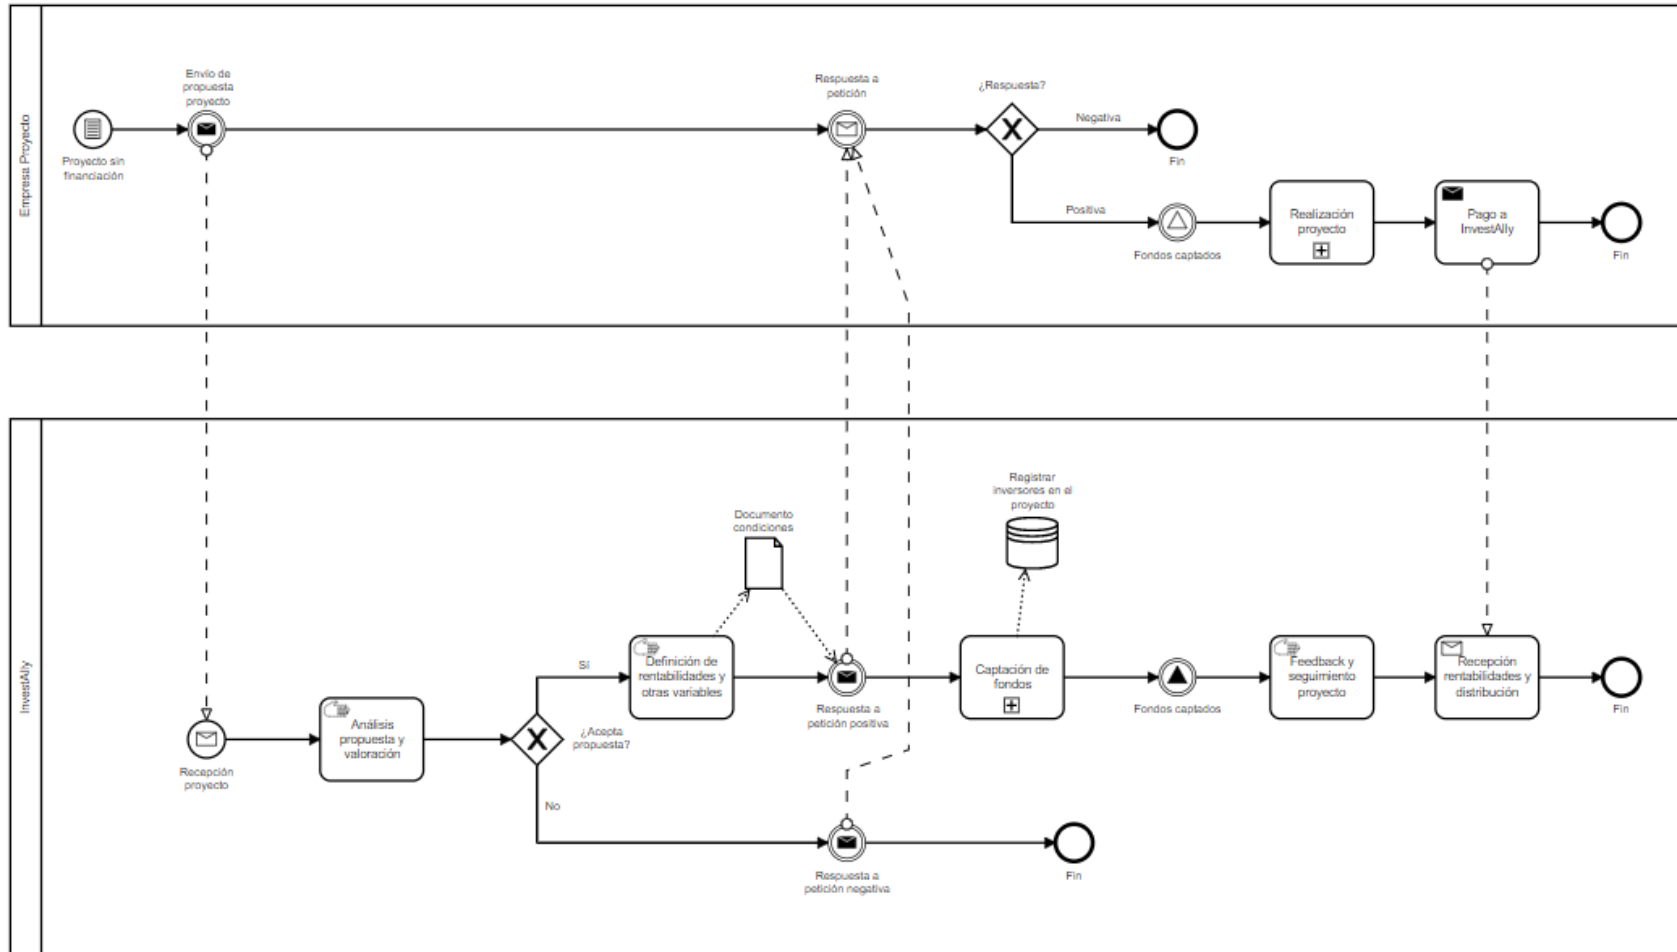 Empresa Proyecto
Envío de
propuesta
proyecto
Proyecto sin
financiación
Respuesta a
petición
¿Respuesta?
Negativa
Fin
Positiva
Fondos captados
Realización
proyecto
Pago a
InvestAlly
Fin
InvestAlly
Recepción
proyecto
Análisis
propuesta y
valoración
¿Acepta
propuesta?
Sí
No
Definición de
rentabilidades y
otras variables
Documento
condiciones
Respuesta a
petición positiva
Respuesta a
petición negativa
Fin
Registrar
inversores en el
proyecto
Captación de
fondos
Fondos captados
Feedback y
seguimiento
proyecto
Recepción
rentabilidades y
distribución
Fin